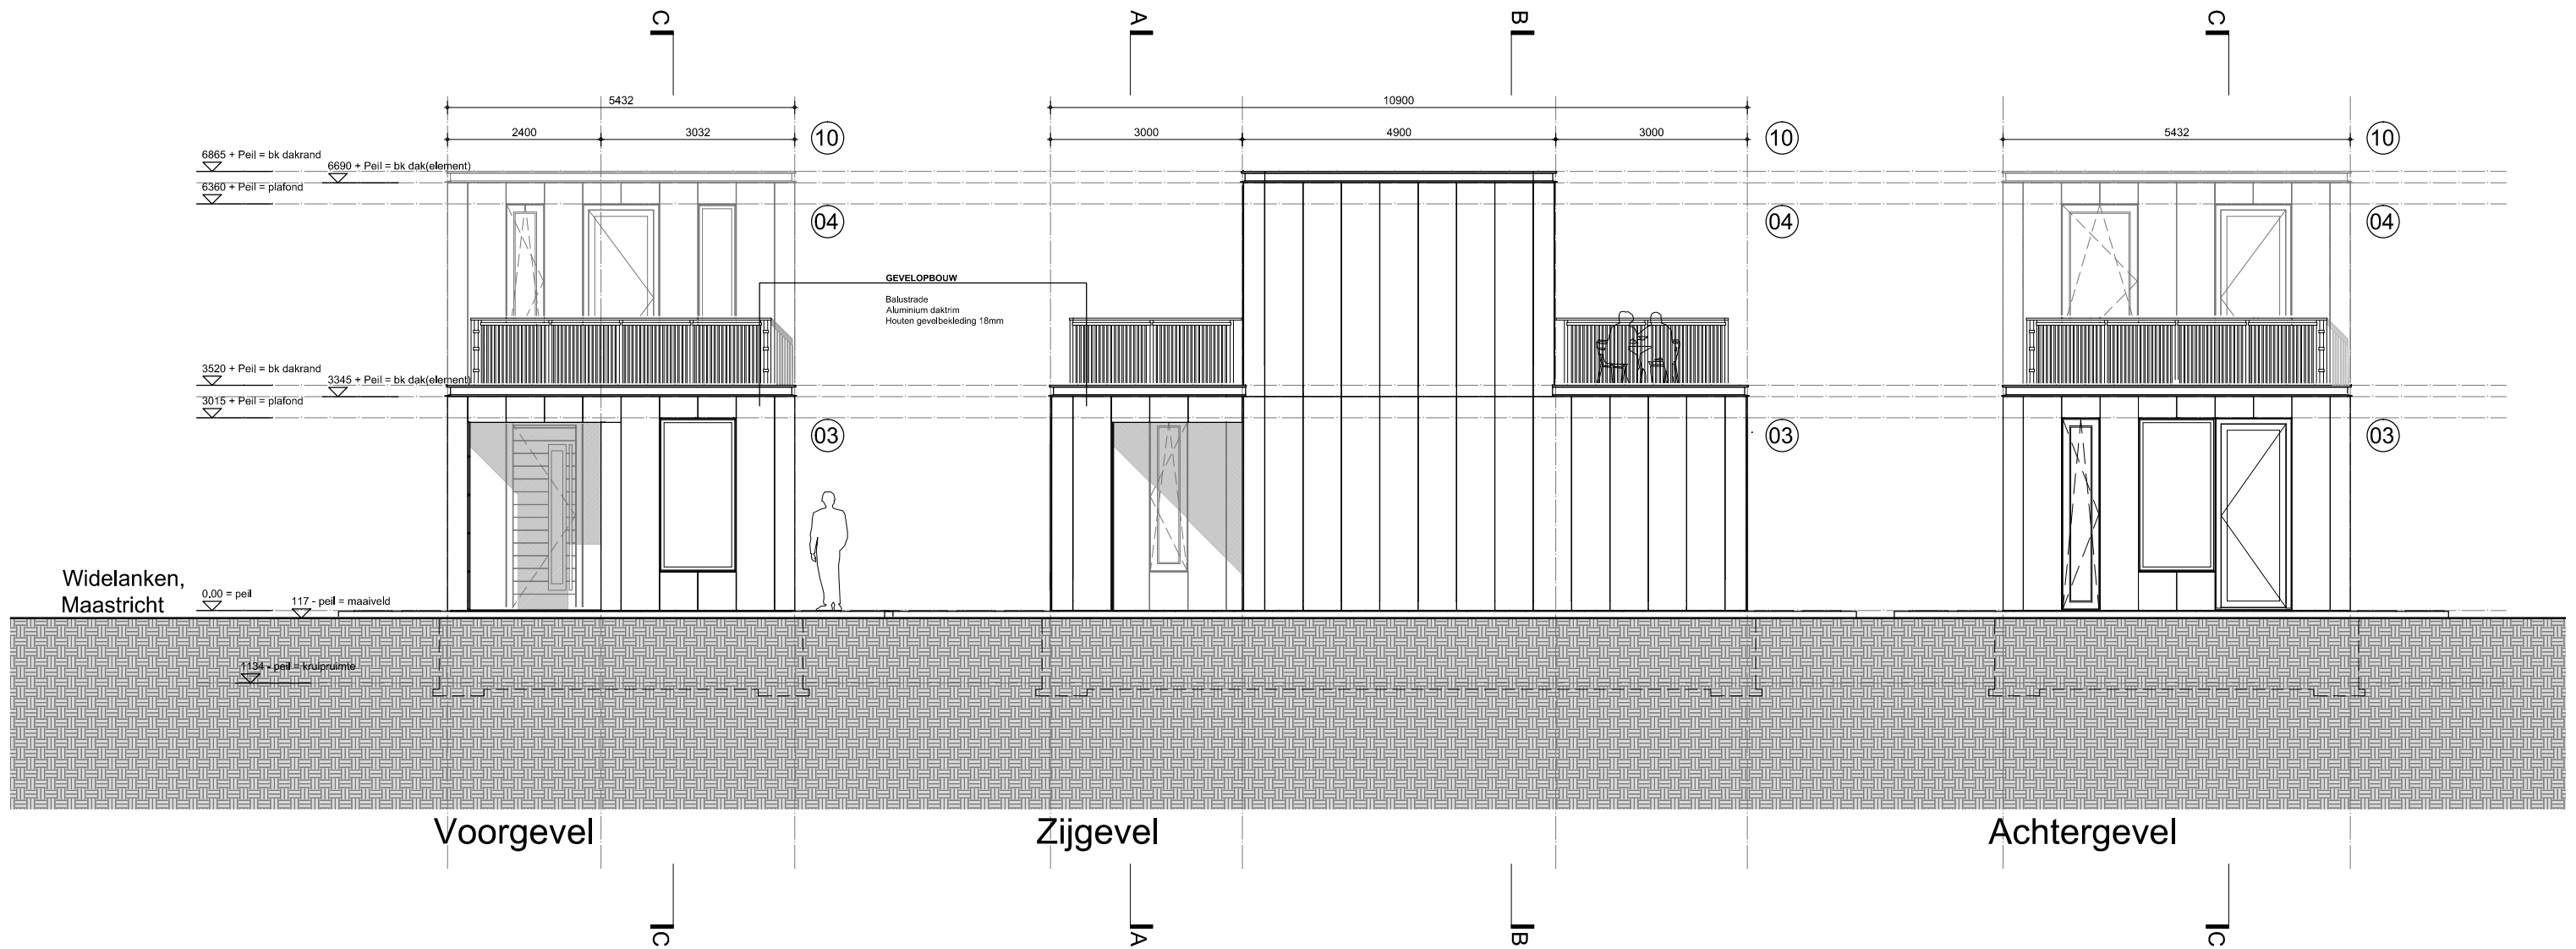 C
A
B
C
5432
10900
2400
3032
10
3000
4900
3000
10
5432
10
6865 + Peil = bk dakrand
6690 + Peil = bk dak(element)
6360 + Peil = plafond
04
04
04
GEVELOPBOUW
Balustrade
Aluminium daktrim
Houten gevelbekleding 18mm
3520 + Peil = bk dakrand
3345 + Peil = bk dak(element)
3015 + Peil = plafond
03
03
03
Widelanken,
Maastricht
0.00 = peil
117 - peil = maaiveld
1134 - peil = kruipruimte
Voorgevel
Zijgevel
Achtergevel
C
A
B
C